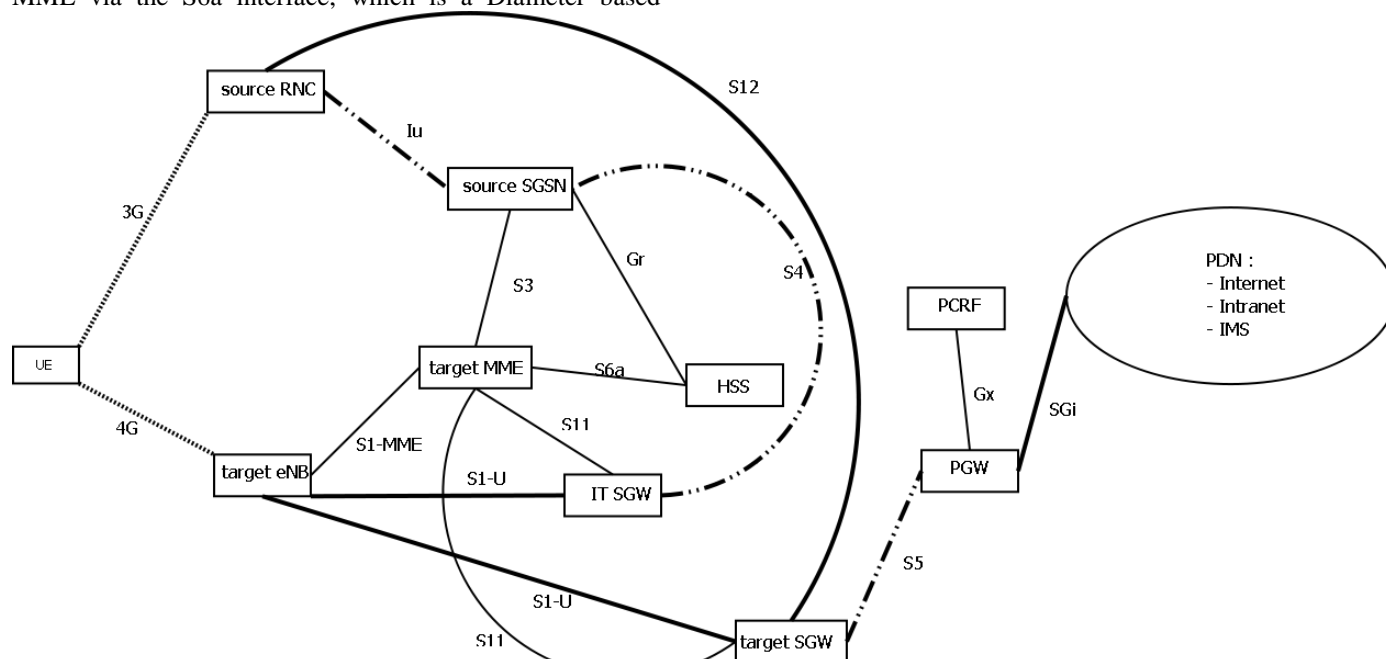 MME via the S6a interface, which is a Diameter based
source RNC
S12
Iu
source SGSN
3G
Gr
S4
S3
PDN :
- Internet
- Intranet
- IMS
PCRF
UE
target MME
S6a
HSS
Gx
SGi
4G
S11
S1-MME
target eNB
PGW
S1-U
IT SGW
S5
S1-U
S11
target SGW